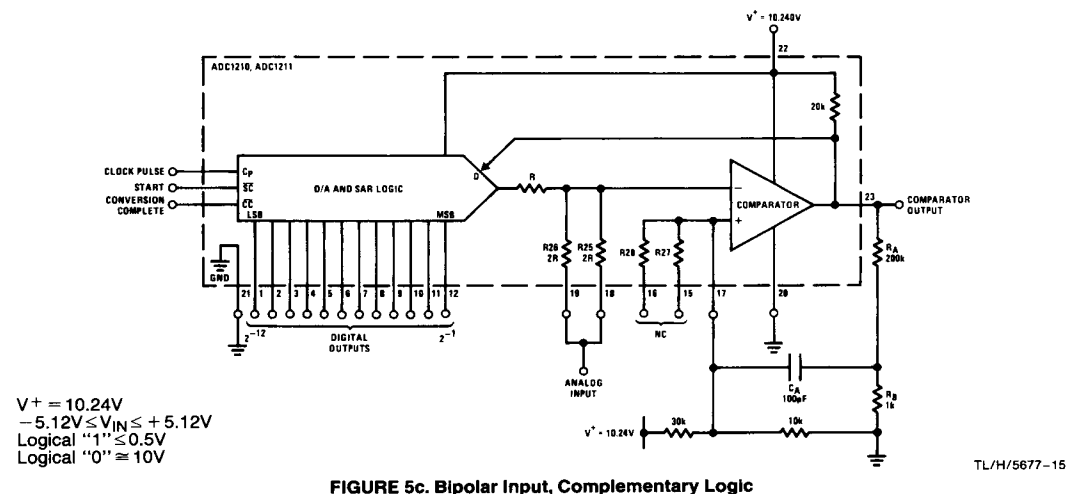 V+ = 10.240V
22
ADC1210, ADC1211
20k
D
R
CLOCK PULSE
CP
START
SC
CONVERSION COMPLETE
CC
D/A AND SAR LOGIC
LSB
MSB
−
COMPARATOR
+
23
COMPARATOR OUTPUT
R26 2R
R25 2R
R28
R27
RA 200k
GND
21 1 2 3 4 5 6 7 8 9 10 11 12
19 18 16 15 17 20
2−12
DIGITAL OUTPUTS
2−1
NC
ANALOG INPUT
CA 100pF
RB 1k
V+ = 10.24V
30k
10k
V+ = 10.24V
−5.12V≤VIN≤+5.12V
Logical "1"≤0.5V
Logical "0"≅10V
TL/H/5677–15
FIGURE 5c. Bipolar Input, Complementary Logic